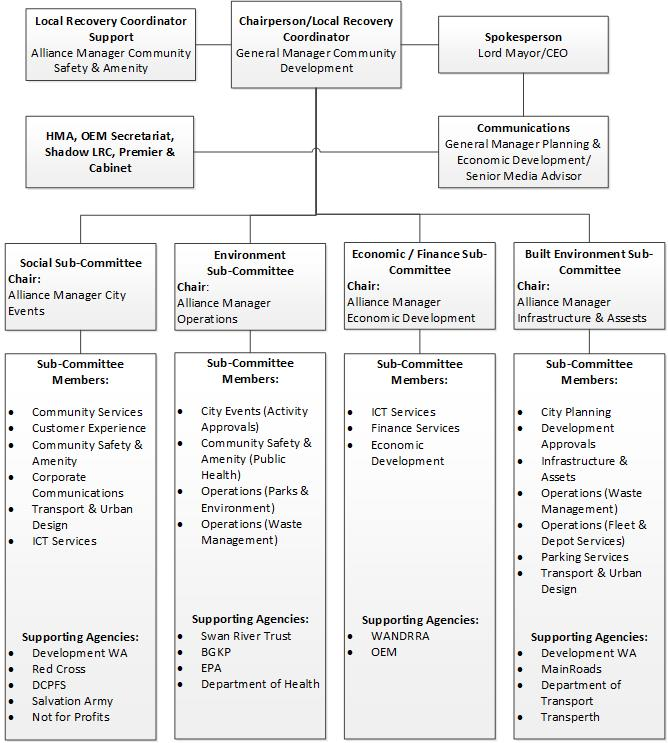 Local Recovery Coordinator
Support
Alliance Manager Community
Safety & Amenity
Chairperson/Local Recovery
Coordinator
General Manager Community
Development
Spokesperson
Lord Mayor/CEO
HMA, OEM Secretariat,
Shadow LRC, Premier &
Cabinet
Communications
General Manager Planning &
Economic Development/
Senior Media Advisor
Social Sub-Committee
Chair:
Alliance Manager City
Events
Environment
Sub-Committee
Chair:
Alliance Manager
Operations
Economic / Finance Sub-
Committee
Chair:
Alliance Manager
Economic Development
Built Environment Sub-
Committee
Chair:
Alliance Manager
Infrastructure & Assests
Sub-Committee
Members:
• Community Services
• Customer Experience
• Community Safety &
Amenity
• Corporate
Communications
• Transport & Urban
Design
• ICT Services
Supporting Agencies:
• Development WA
• Red Cross
• DCPFS
• Salvation Army
• Not for Profits
Sub-Committee
Members:
• City Events (Activity
Approvals)
• Community Safety &
Amenity (Public
Health)
• Operations (Parks &
Environment)
• Operations (Waste
Management)
Supporting Agencies:
• Swan River Trust
• BGKP
• EPA
• Department of Health
Sub-Committee
Members:
• ICT Services
• Finance Services
• Economic
Development
Supporting Agencies:
• WANDRRA
• OEM
Sub-Committee
Members:
• City Planning
• Development
Approvals
• Infrastructure &
Assets
• Operations (Waste
Management)
• Operations (Fleet &
Depot Services)
• Parking Services
• Transport & Urban
Design
Supporting Agencies:
• Development WA
• MainRoads
• Department of
Transport
• Transperth